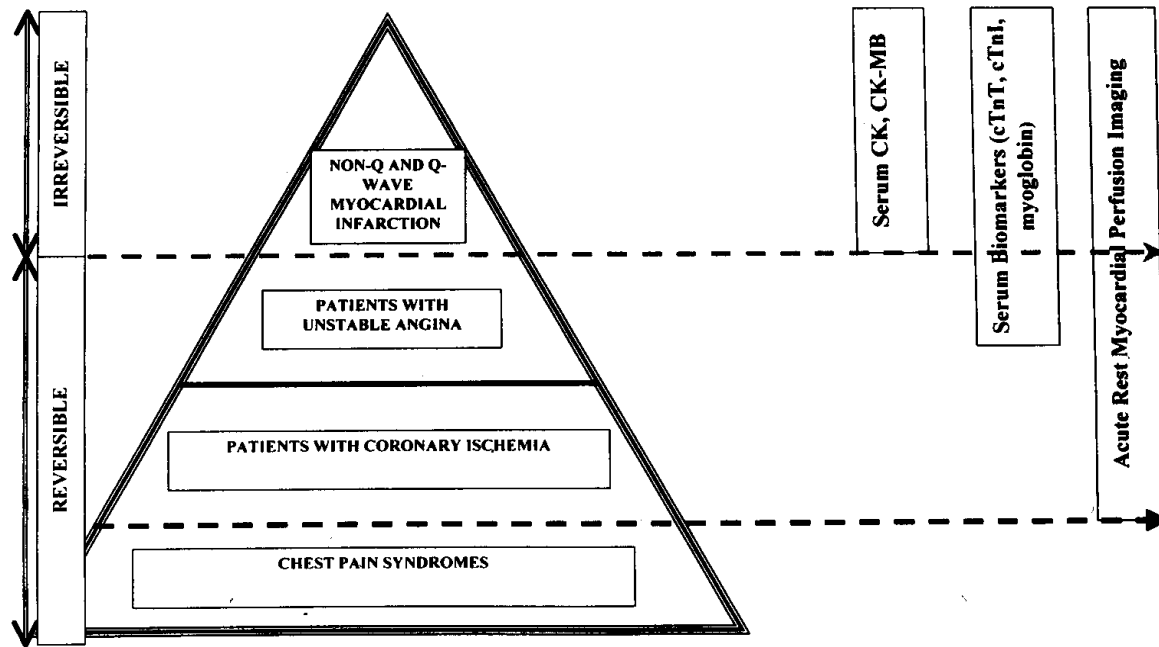 IRREVERSIBLE
REVERSIBLE
NON-Q AND Q-
WAVE
MYOCARDIAL
INFARCTION
PATIENTS WITH
UNSTABLE ANGINA
PATIENTS WITH CORONARY ISCHEMIA
CHEST PAIN SYNDROMES
Serum CK, CK-MB
Serum Biomarkers (cTnT, cTnI,
myoglobin)
Acute Rest Myocardial Perfusion Imaging